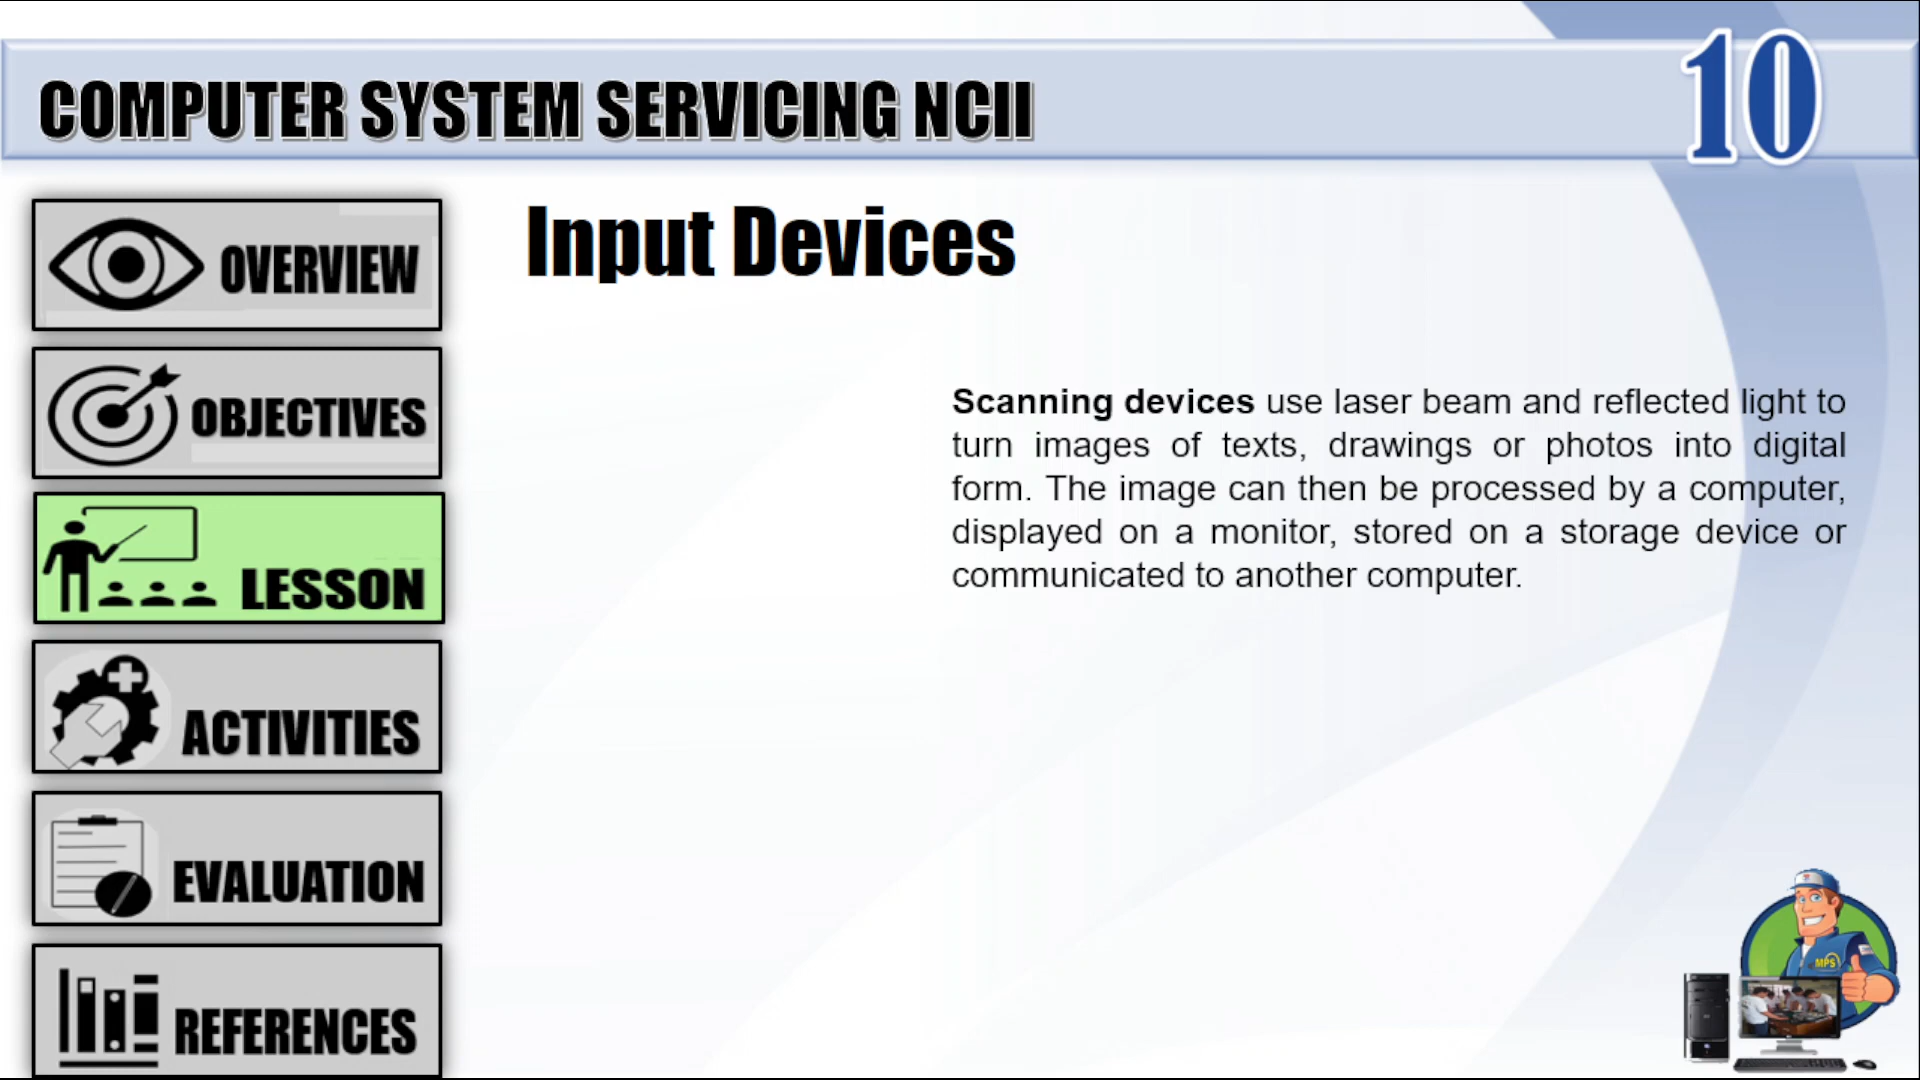 COMPUTER SYSTEM SERVICING NCII
10
OVERVIEW
OBJECTIVES
LESSON
ACTIVITIES
EVALUATION
REFERENCES
Input Devices
Scanning devices use laser beam and reflected light to
turn images of texts, drawings or photos into digital
form. The image can then be processed by a computer,
displayed on a monitor, stored on a storage device or
communicated to another computer.
MPS